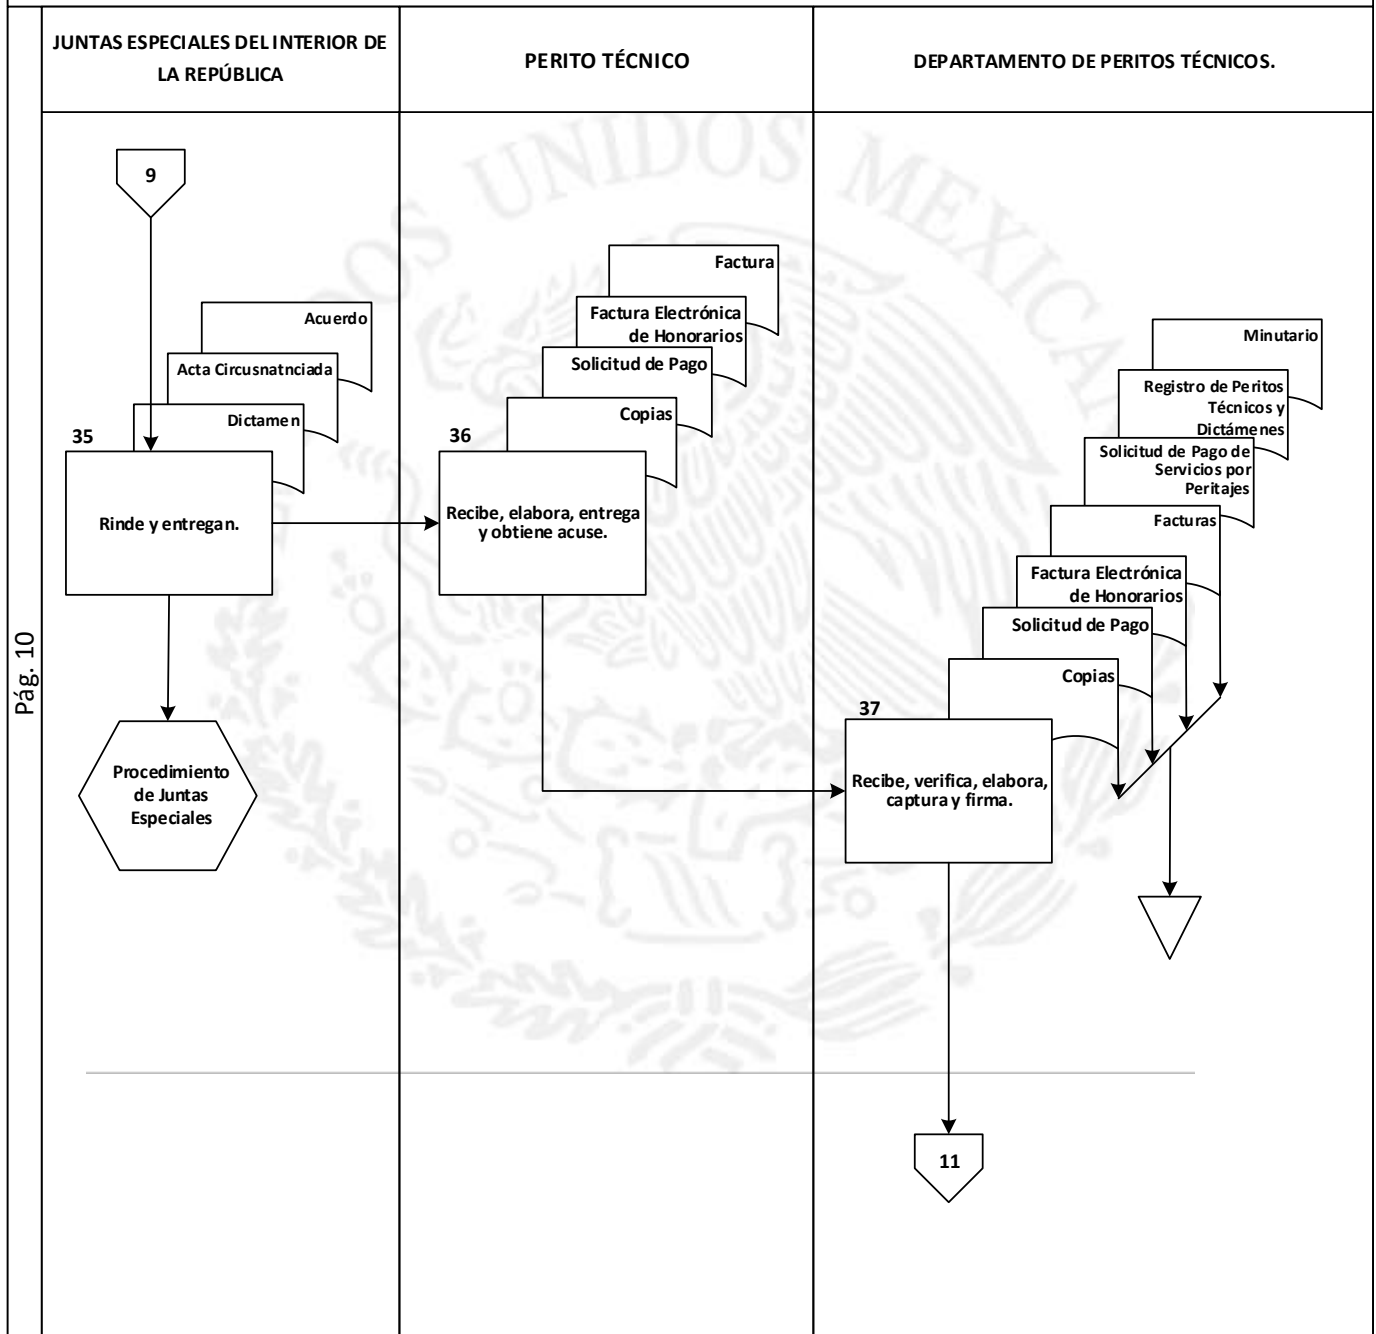 JUNTAS ESPECIALES DEL INTERIOR DE
LA REPÚBLICA
PERITO TÉCNICO
DEPARTAMENTO DE PERITOS TÉCNICOS.
Pág. 10
9
Acuerdo
Acta Circusnatnciada
Dictamen
35
Rinde y entregan.
Procedimiento
de Juntas
Especiales
Factura
Factura Electrónica
de Honorarios
Solicitud de Pago
Copias
36
Recibe, elabora, entrega
y obtiene acuse.
Minutario
Registro de Peritos
Técnicos y
Dictámenes
Solicitud de Pago de
Servicios por
Peritajes
Facturas
Factura Electrónica
de Honorarios
Solicitud de Pago
Copias
37
Recibe, verifica, elabora,
captura y firma.
11
UNIDOS MEXICAN